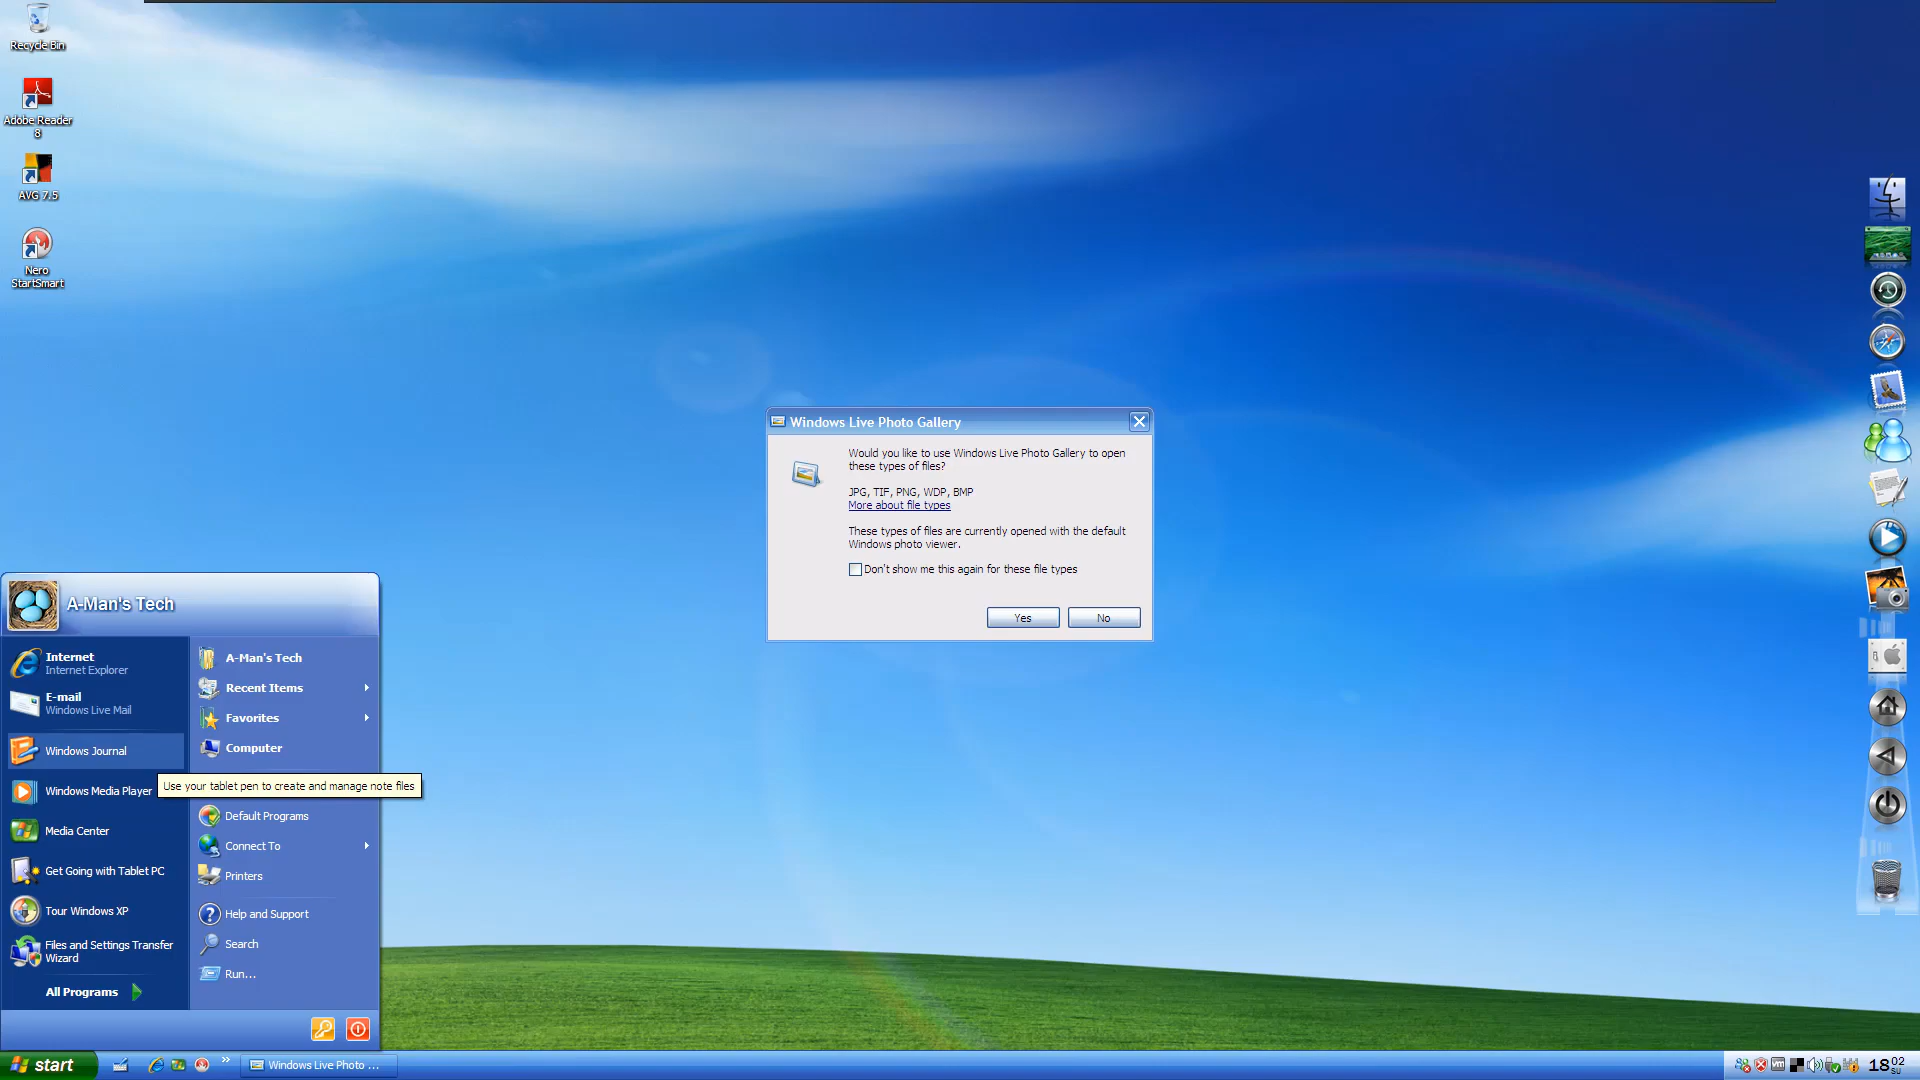 Recycle Bin
Adobe Reader
8
AVG 7.5
Nero
StartSmart
Windows Live Photo Gallery
Would you like to use Windows Live Photo Gallery to open
these types of files?
JPG, TIF, PNG, WDP, BMP
More about file types
These types of files are currently opened with the default
Windows photo viewer.
Don't show me this again for these file types
Yes
No
A-Man's Tech
Internet
Internet Explorer
E-mail
Windows Live Mail
Windows Journal
Windows Media Player
Media Center
Get Going with Tablet PC
Tour Windows XP
Files and Settings Transfer
Wizard
All Programs
A-Man's Tech
Recent Items
Favorites
Computer
Use your tablet pen to create and manage note files
Default Programs
Connect To
Printers
Help and Support
Search
Run...
start
Windows Live Photo ...
18 02
SU